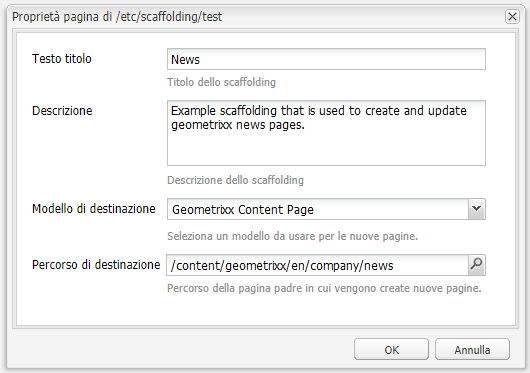 Proprietà pagina di /etc/scaffolding/test
Testo titolo
News
Titolo dello scaffolding
Descrizione
Example scaffolding that is used to create and update
geometrixx news pages.
Descrizione dello scaffolding
Modello di destinazione
Geometrixx Content Page
Seleziona un modello da usare per le nuove pagine.
Percorso di destinazione
/content/geometrixx/en/company/news
Percorso della pagina padre in cui vengono create nuove pagine.
OK
Annulla